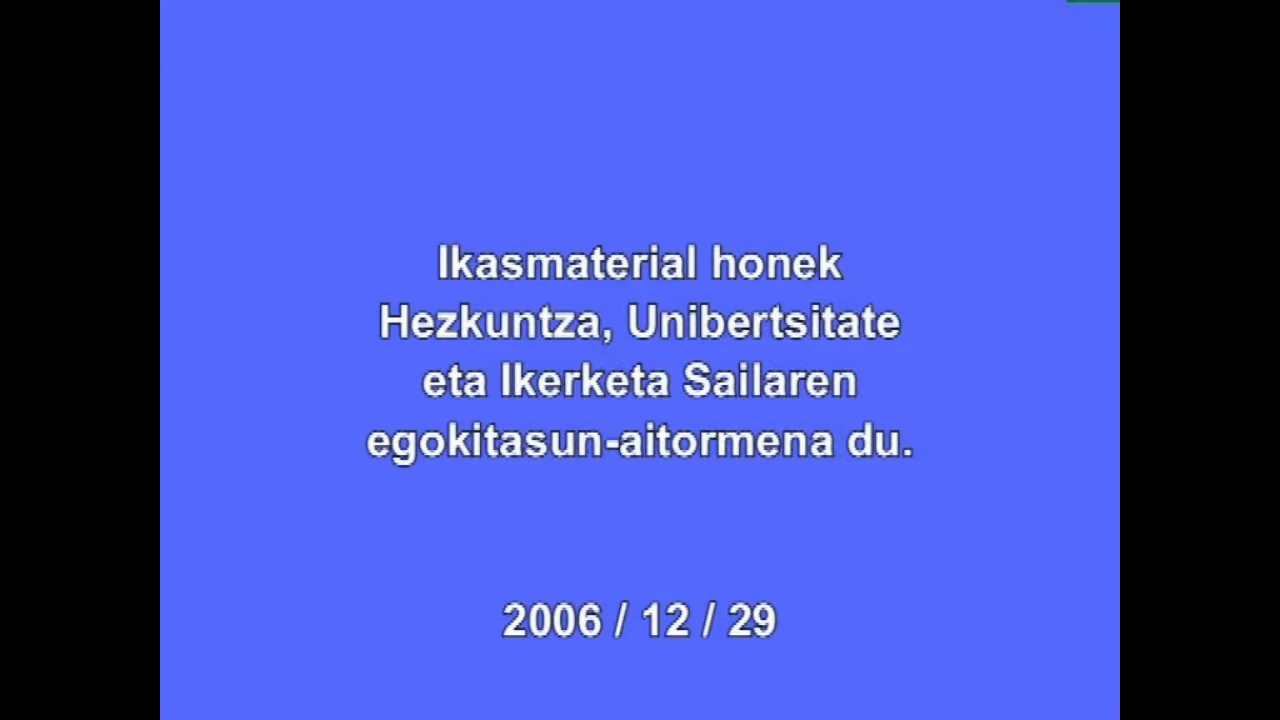 Ikasmaterial honek
Hezkuntza, Unibertsitate
eta Ikerketa Sailaren
egokitasun-aitormena du.
2006 / 12 / 29